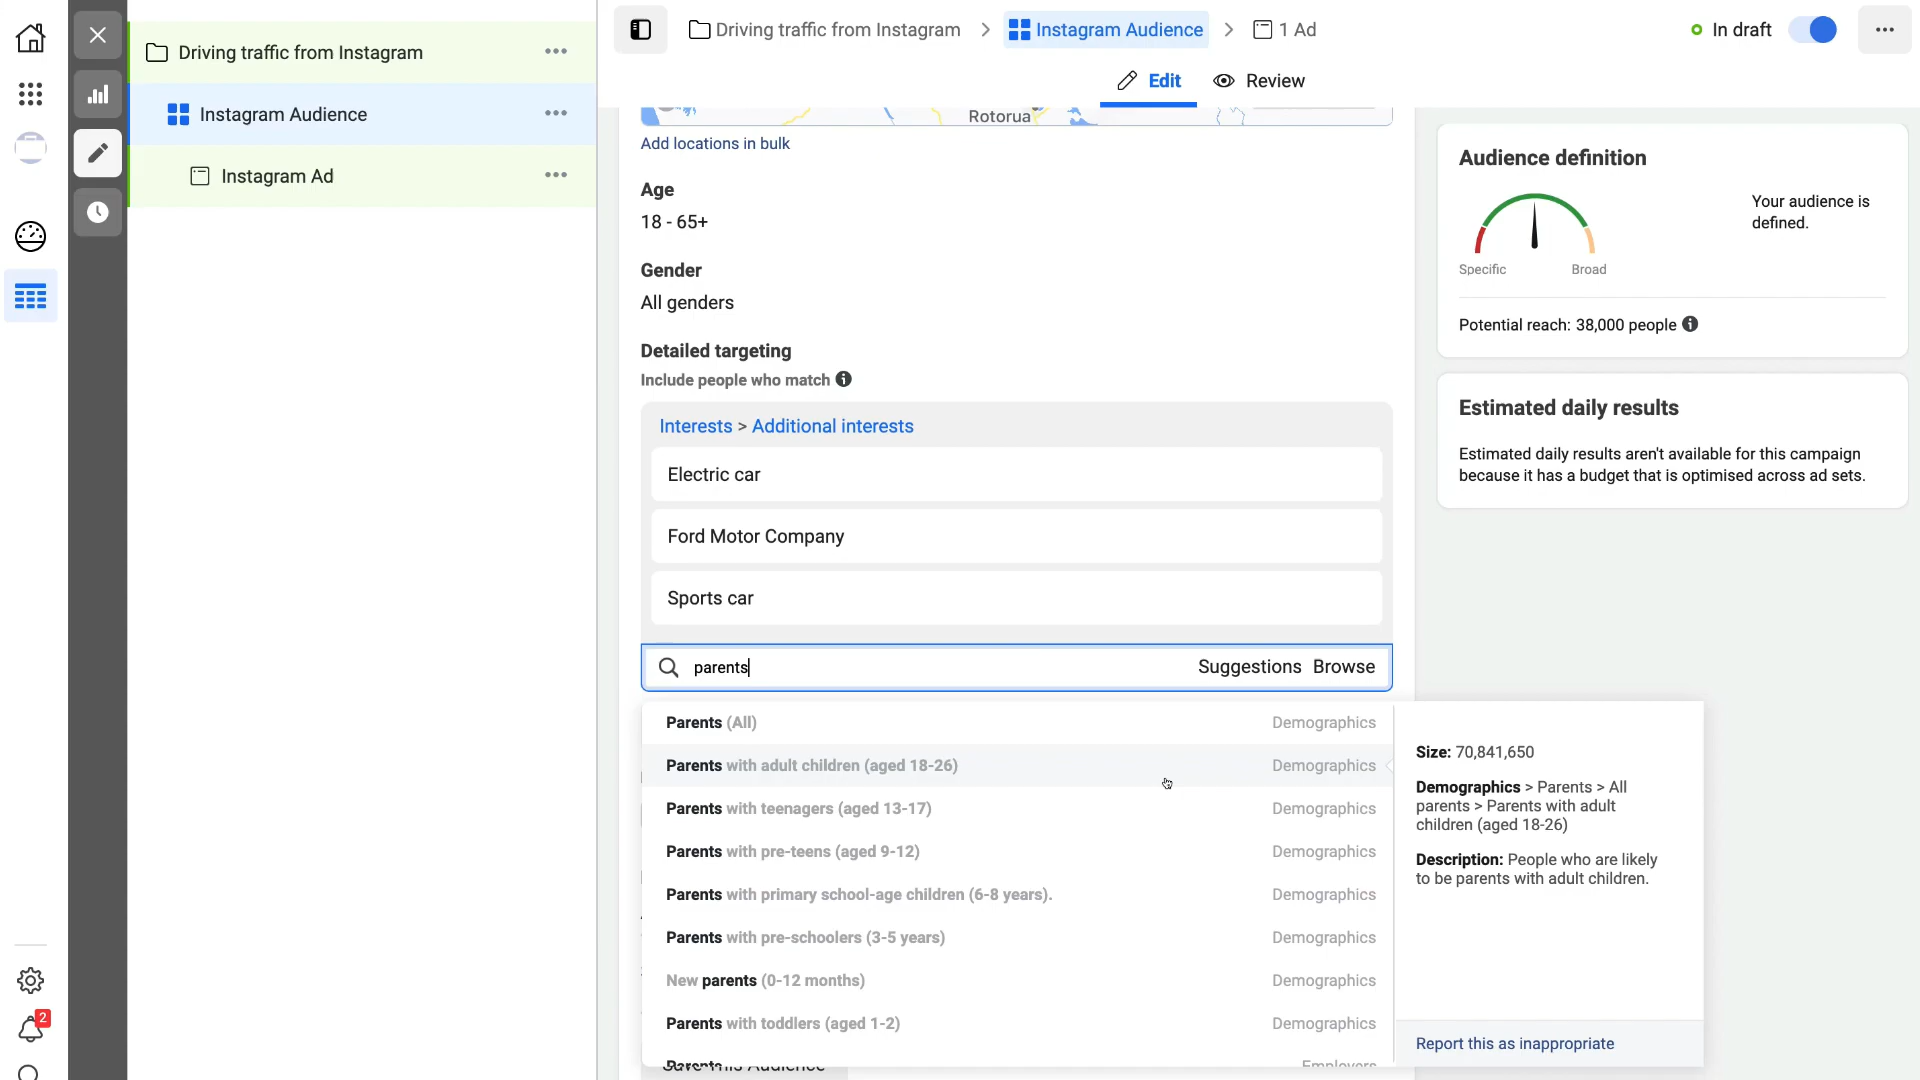 Driving traffic from Instagram
Instagram Audience
Instagram Ad
2
Driving traffic from Instagram > Instagram Audience > 1 Ad
In draft
Edit
Review
Rotorua
Add locations in bulk
Age
18 - 65+
Gender
All genders
Detailed targeting
Include people who match
Interests > Additional interests
Electric car
Ford Motor Company
Sports car
parents
Suggestions Browse
Parents (All) Demographics
Parents with adult children (aged 18-26) Demographics
Parents with teenagers (aged 13-17) Demographics
Parents with pre-teens (aged 9-12) Demographics
Parents with primary school-age children (6-8 years). Demographics
Parents with pre-schoolers (3-5 years) Demographics
New parents (0-12 months) Demographics
Parents with toddlers (aged 1-2) Demographics
Parents Employers
Save This Audience
Size: 70,841,650
Demographics > Parents > All
parents > Parents with adult
children (aged 18-26)
Description: People who are likely
to be parents with adult children.
Report this as inappropriate
Audience definition
Your audience is
defined.
Specific
Broad
Potential reach: 38,000 people
Estimated daily results
Estimated daily results aren't available for this campaign
because it has a budget that is optimised across ad sets.